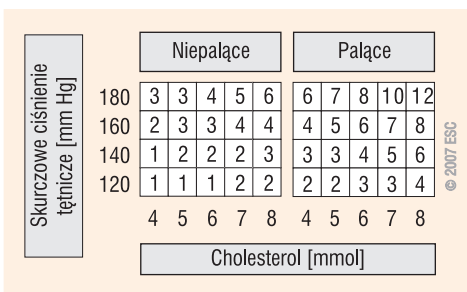 Niepalące Palące
Skurczowe ciśnienie
tętnicze [mm Hg]
180 3 3 4 5 6 6 7 8 10 12
160 2 3 3 4 4 4 5 6 7 8
140 1 2 2 2 3 3 3 4 5 6
120 1 1 1 2 2 2 2 3 3 4
4 5 6 7 8 4 5 6 7 8
Cholesterol [mmol]
© 2007 ESC